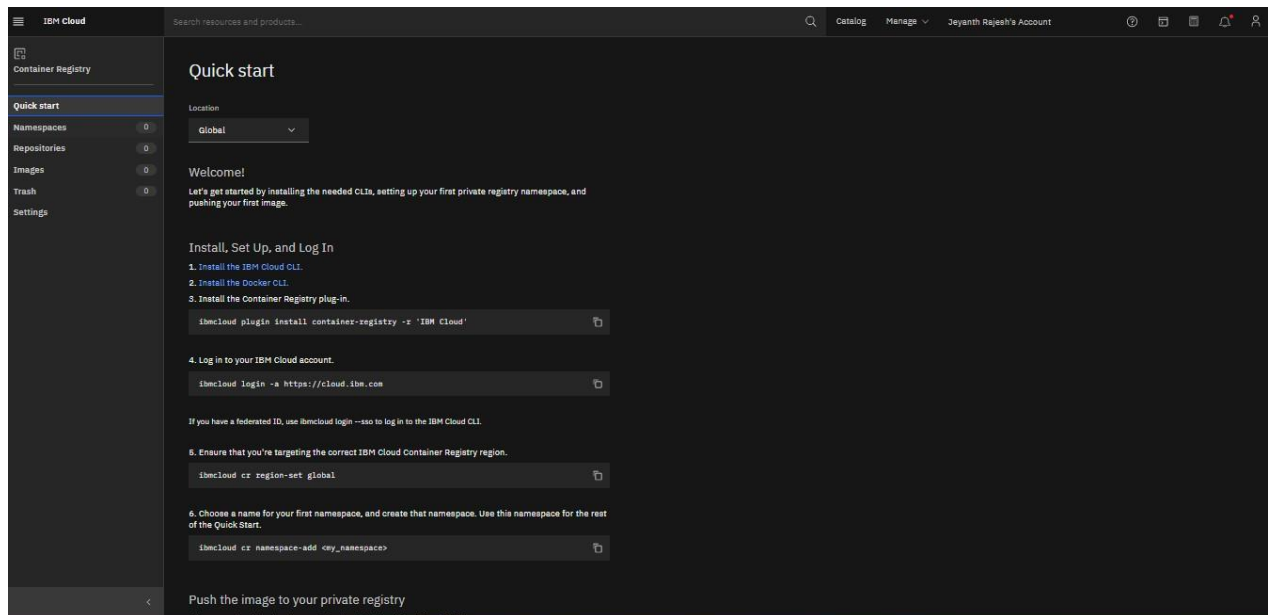 IBM Cloud
Search resources and products...
Catalog
Manage
Jeyanth Rajesh's Account
Container Registry
Quick start
Namespaces 0
Repositories 0
Images 0
Trash 0
Settings
Quick start
Location
Global
Welcome!
Let's get started by installing the needed CLIs, setting up your first private registry namespace, and
pushing your first image.
Install, Set Up, and Log In
1. Install the IBM Cloud CLI.
2. Install the Docker CLI.
3. Install the Container Registry plug-in.
ibmcloud plugin install container-registry -r 'IBM Cloud'
4. Log in to your IBM Cloud account.
ibmcloud login -a https://cloud.ibm.com
If you have a federated ID, use ibmcloud login --sso to log in to the IBM Cloud CLI.
5. Ensure that you're targeting the correct IBM Cloud Container Registry region.
ibmcloud cr region-set global
6. Choose a name for your first namespace, and create that namespace. Use this namespace for the rest
of the Quick Start.
ibmcloud cr namespace-add <my_namespace>
Push the image to your private registry